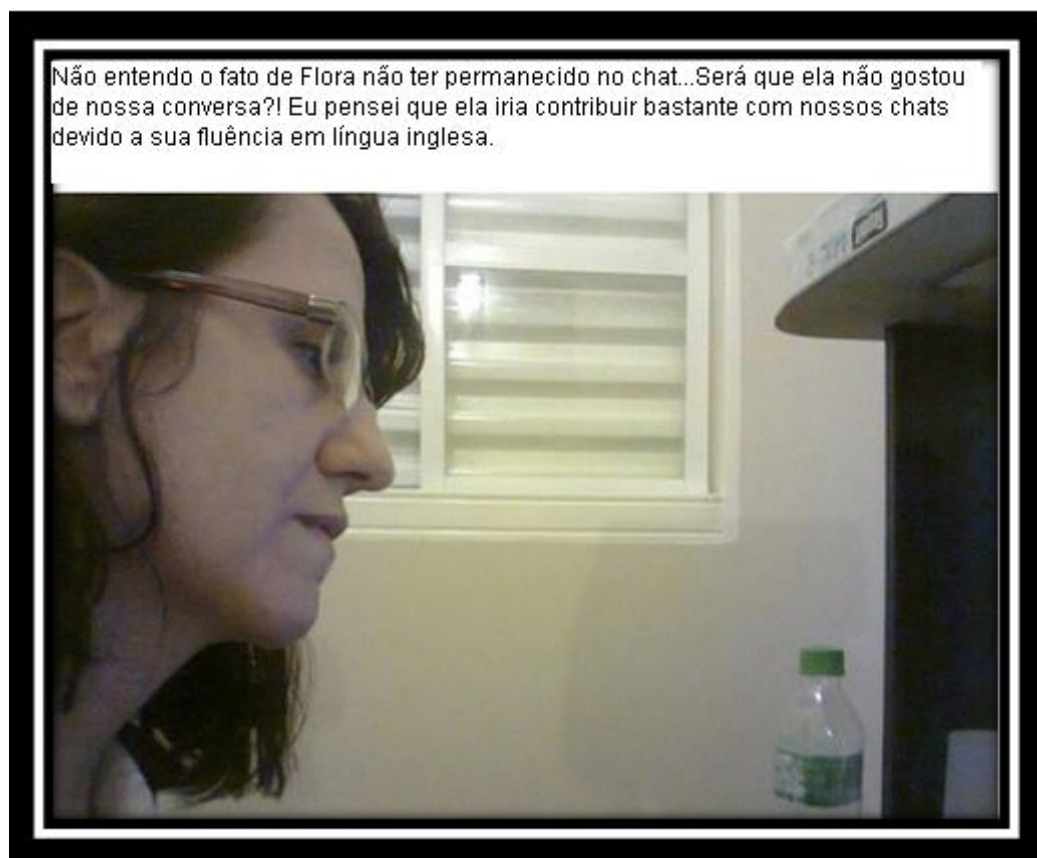 Não entendo o fato de Flora não ter permanecido no chat...Será que ela não gostou
de nossa conversa?! Eu pensei que ela iria contribuir bastante com nossos chats
devido a sua fluência em língua inglesa.